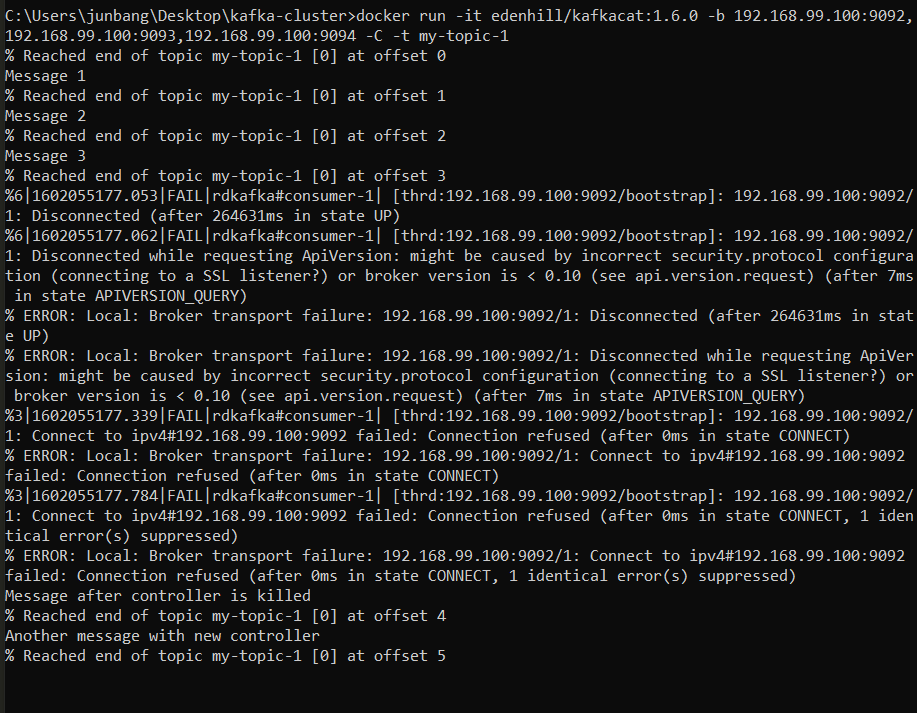 C:\Users\junbang\Desktop\kafka-cluster>docker run -it edenhill/kafkacat:1.6.0 -b 192.168.99.100:9092,
192.168.99.100:9093,192.168.99.100:9094 -C -t my-topic-1
% Reached end of topic my-topic-1 [0] at offset 0
Message 1
% Reached end of topic my-topic-1 [0] at offset 1
Message 2
% Reached end of topic my-topic-1 [0] at offset 2
Message 3
% Reached end of topic my-topic-1 [0] at offset 3
%6|1602055177.053|FAIL|rdkafka#consumer-1| [thrd:192.168.99.100:9092/bootstrap]: 192.168.99.100:9092/
1: Disconnected (after 264631ms in state UP)
%6|1602055177.062|FAIL|rdkafka#consumer-1| [thrd:192.168.99.100:9092/bootstrap]: 192.168.99.100:9092/
1: Disconnected while requesting ApiVersion: might be caused by incorrect security.protocol configura
tion (connecting to a SSL listener?) or broker version is < 0.10 (see api.version.request) (after 7ms
 in state APIVERSION_QUERY)
% ERROR: Local: Broker transport failure: 192.168.99.100:9092/1: Disconnected (after 264631ms in stat
e UP)
% ERROR: Local: Broker transport failure: 192.168.99.100:9092/1: Disconnected while requesting ApiVer
sion: might be caused by incorrect security.protocol configuration (connecting to a SSL listener?) or
 broker version is < 0.10 (see api.version.request) (after 7ms in state APIVERSION_QUERY)
%3|1602055177.339|FAIL|rdkafka#consumer-1| [thrd:192.168.99.100:9092/bootstrap]: 192.168.99.100:9092/
1: Connect to ipv4#192.168.99.100:9092 failed: Connection refused (after 0ms in state CONNECT)
% ERROR: Local: Broker transport failure: 192.168.99.100:9092/1: Connect to ipv4#192.168.99.100:9092
failed: Connection refused (after 0ms in state CONNECT)
%3|1602055177.784|FAIL|rdkafka#consumer-1| [thrd:192.168.99.100:9092/bootstrap]: 192.168.99.100:9092/
1: Connect to ipv4#192.168.99.100:9092 failed: Connection refused (after 0ms in state CONNECT, 1 iden
tical error(s) suppressed)
% ERROR: Local: Broker transport failure: 192.168.99.100:9092/1: Connect to ipv4#192.168.99.100:9092
failed: Connection refused (after 0ms in state CONNECT, 1 identical error(s) suppressed)
Message after controller is killed
% Reached end of topic my-topic-1 [0] at offset 4
Another message with new controller
% Reached end of topic my-topic-1 [0] at offset 5